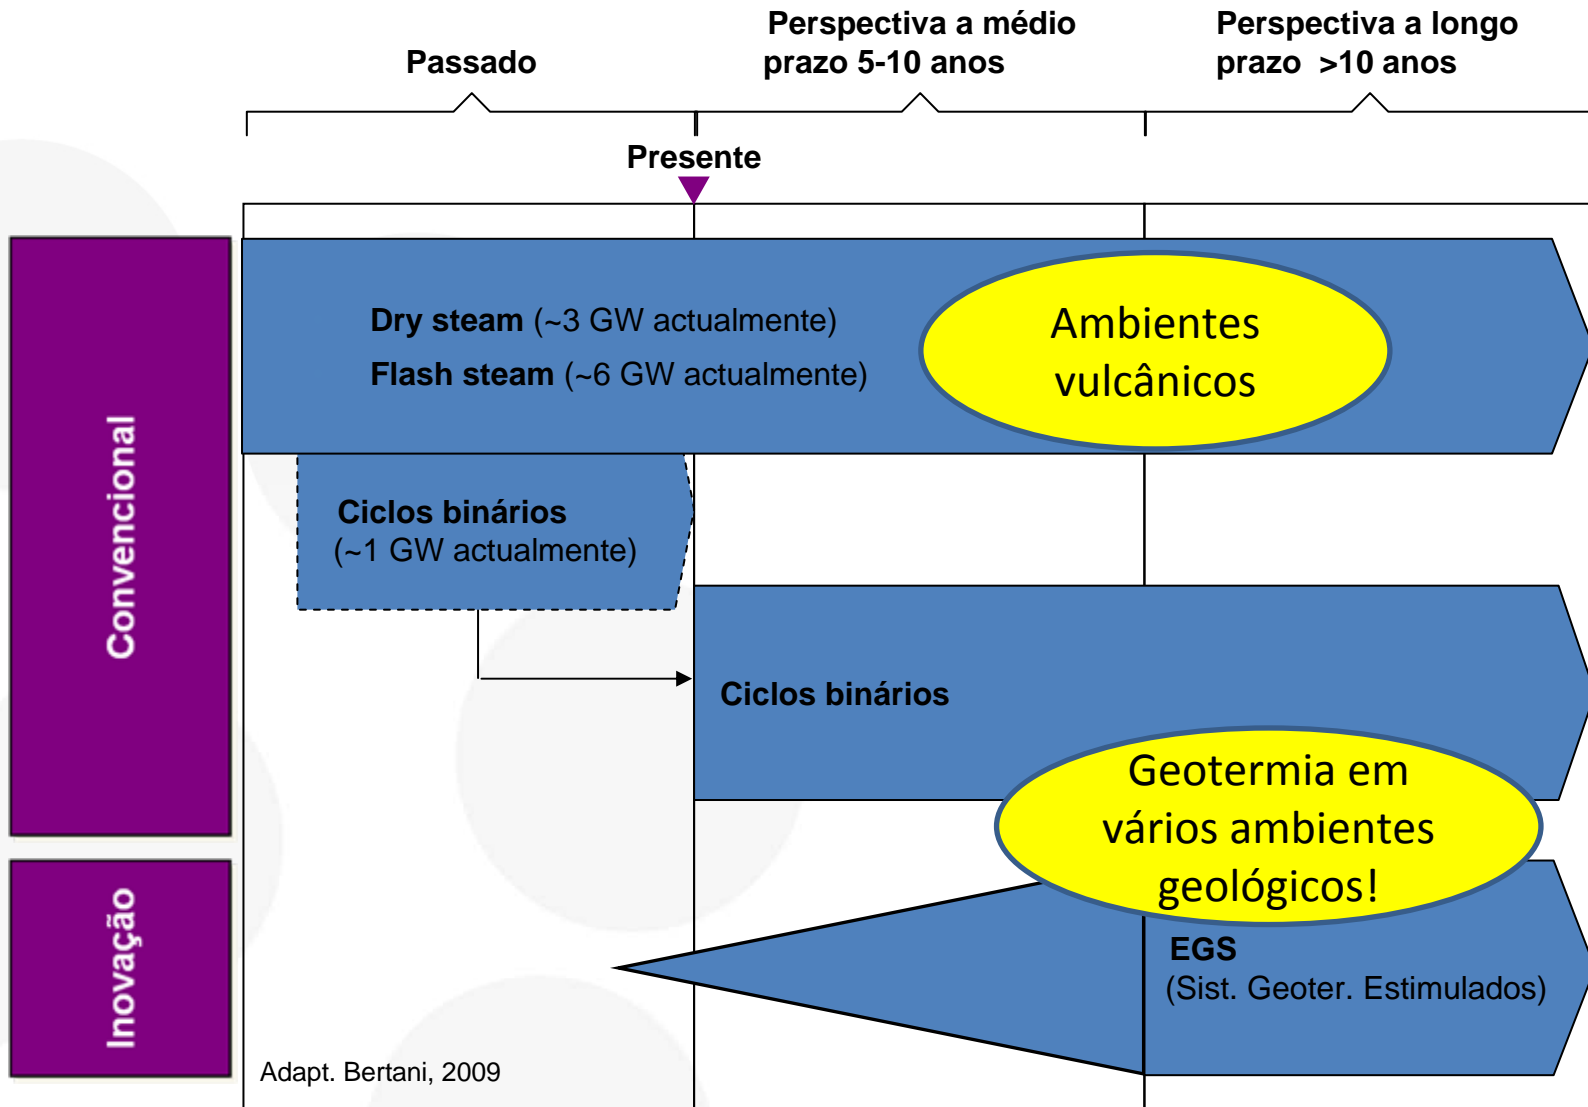 Passado
Perspectiva a médio
prazo 5-10 anos
Perspectiva a longo
prazo >10 anos
Presente
Convencional
Dry steam (~3 GW actualmente)
Flash steam (~6 GW actualmente)
Ambientes
vulcânicos
Ciclos binários
(~1 GW actualmente)
Ciclos binários
Geotermia em
vários ambientes
geológicos!
Inovação
EGS
(Sist. Geoter. Estimulados)
Adapt. Bertani, 2009